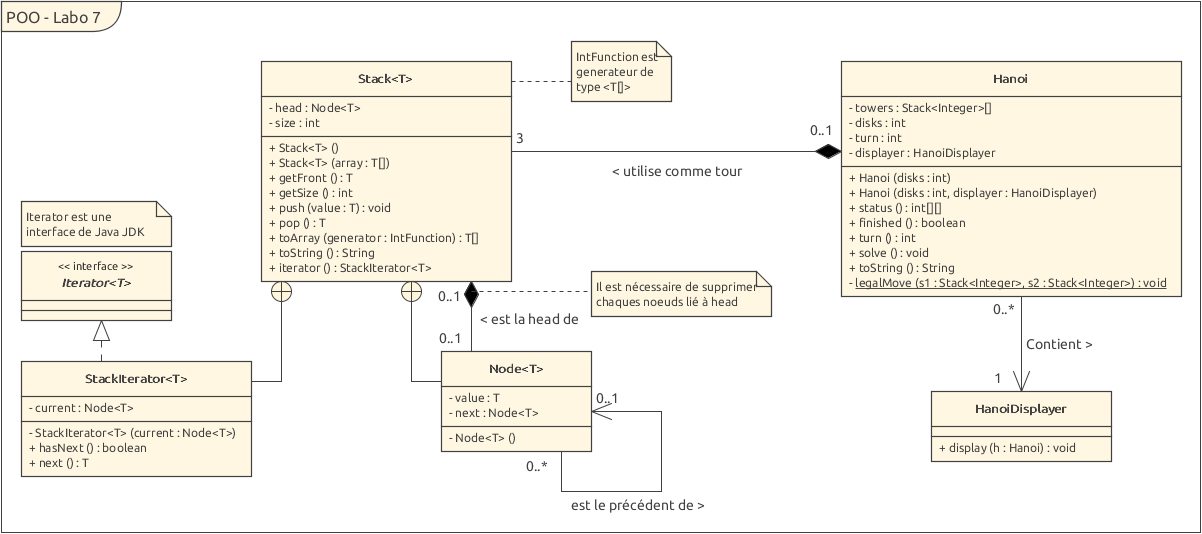 POO - Labo 7
IntFunction est
generateur de
type <T[]>
Stack<T>
- head : Node<T>
- size : int
+ Stack<T> ()
+ Stack<T> (array : T[])
+ getFront () : T
+ getSize () : int
+ push (value : T) : void
+ pop () : T
+ toArray (generator : IntFunction) : T[]
+ toString () : String
+ iterator () : StackIterator<T>
3
0..1
< utilise comme tour
Hanoi
- towers : Stack<Integer>[]
- disks : int
- turn : int
- displayer : HanoiDisplayer
+ Hanoi (disks : int)
+ Hanoi (disks : int, displayer : HanoiDisplayer)
+ status () : int[][]
+ finished () : boolean
+ turn () : int
+ solve () : void
+ toString () : String
- legalMove (s1 : Stack<Integer>, s2 : Stack<Integer>) : void
Iterator est une
interface de Java JDK
<< interface >>
Iterator<T>
0..1
Il est nécessaire de supprimer
chaques noeuds lié à head
< est la head de
0..1
0..*
Contient >
1
StackIterator<T>
- current : Node<T>
- StackIterator<T> (current : Node<T>)
+ hasNext () : boolean
+ next () : T
Node<T>
- value : T
- next : Node<T>
- Node<T> ()
0..1
0..*
est le précédent de >
HanoiDisplayer
+ display (h : Hanoi) : void